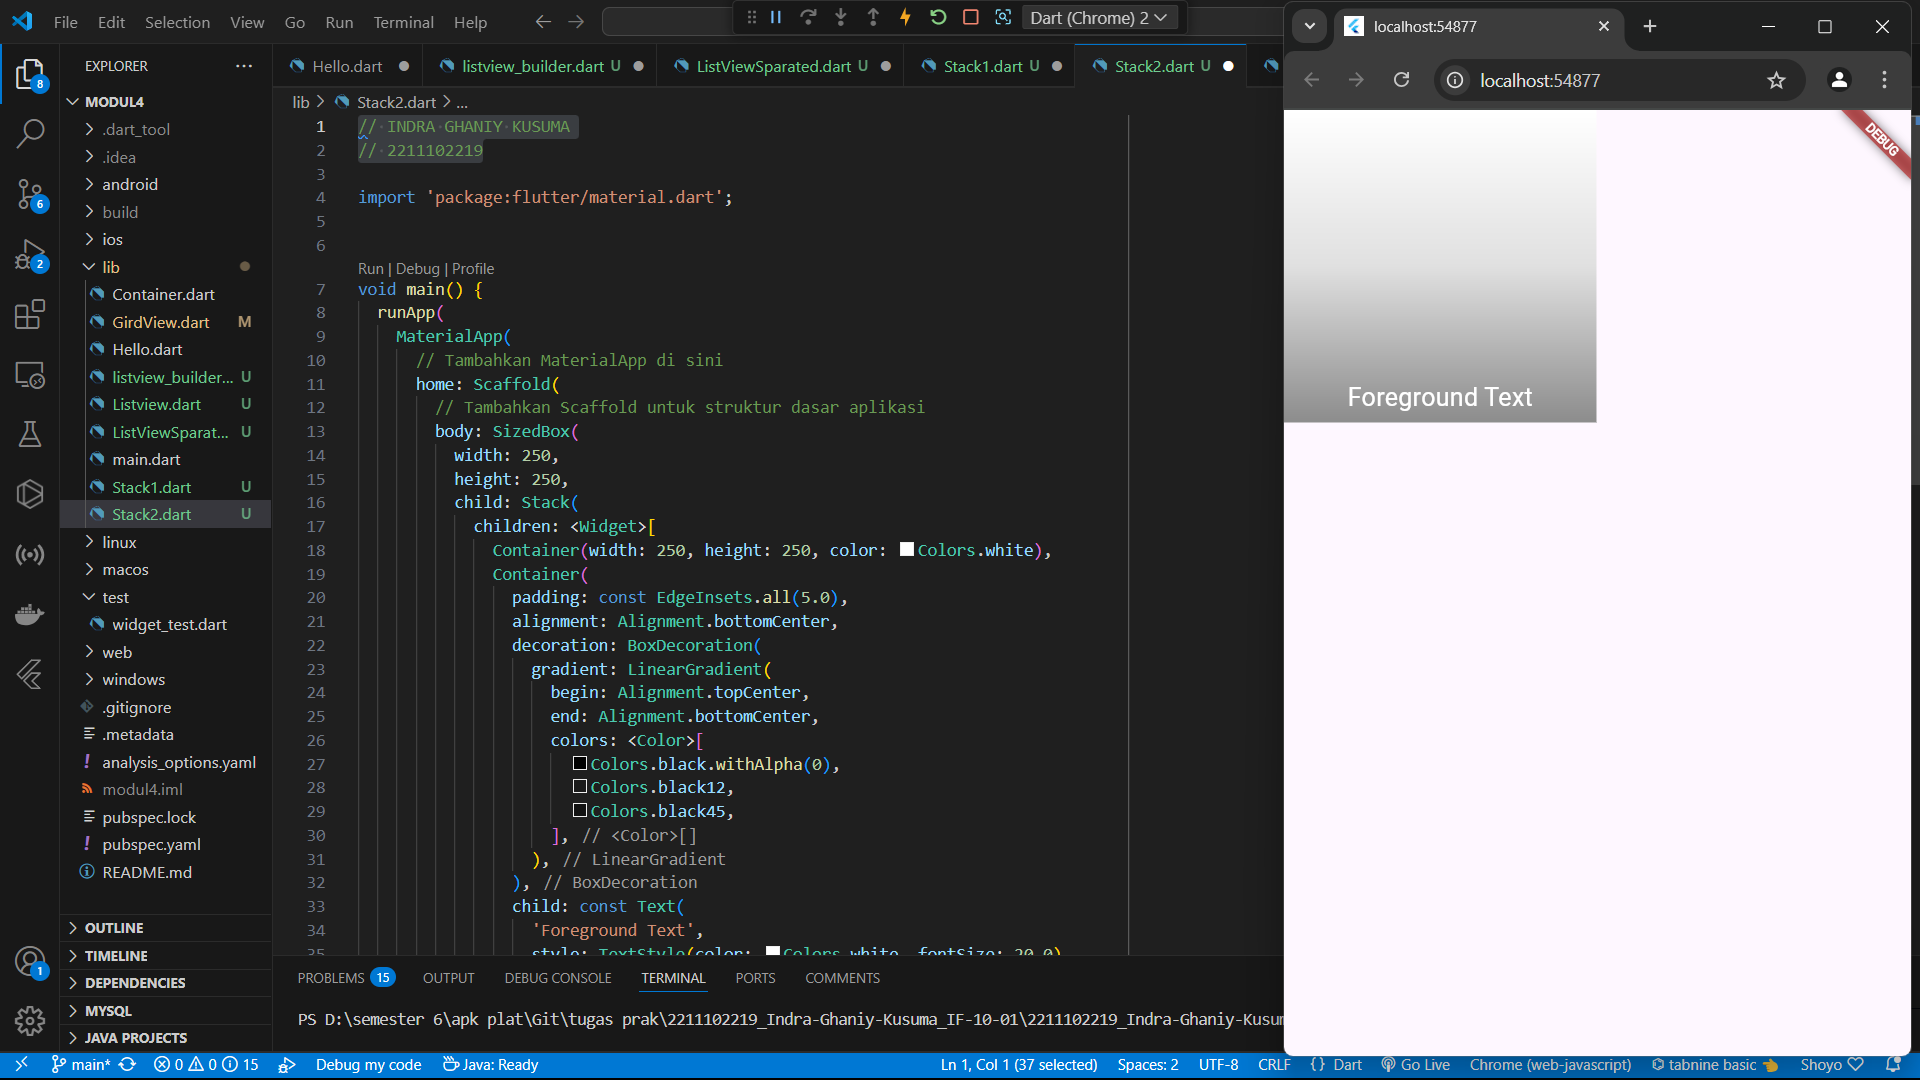 File Edit Selection View Go Run Terminal Help
Dart (Chrome) 2
localhost:54877
EXPLORER
Hello.dart
listview_builder.dart U
ListViewSparated.dart U
Stack1.dart U
Stack2.dart U
localhost:54877
MODUL4
lib > Stack2.dart > ...
.dart_tool
.idea
android
build
ios
lib
Container.dart
GirdView.dart M
Hello.dart
listview_builder... U
Listview.dart U
ListViewSparat... U
main.dart
Stack1.dart U
Stack2.dart U
linux
macos
test
widget_test.dart
web
windows
.gitignore
.metadata
analysis_options.yaml
modul4.iml
pubspec.lock
pubspec.yaml
README.md
OUTLINE
TIMELINE
DEPENDENCIES
MYSQL
JAVA PROJECTS
8
6
2
1
1 // INDRA GHANIY KUSUMA
2 // 2211102219
3
4 import 'package:flutter/material.dart';
5
6
Run | Debug | Profile
7 void main() {
8 runApp(
9 MaterialApp(
10 // Tambahkan MaterialApp di sini
11 home: Scaffold(
12 // Tambahkan Scaffold untuk struktur dasar aplikasi
13 body: SizedBox(
14 width: 250,
15 height: 250,
16 child: Stack(
17 children: <Widget>[
18 Container(width: 250, height: 250, color: Colors.white),
19 Container(
20 padding: const EdgeInsets.all(5.0),
21 alignment: Alignment.bottomCenter,
22 decoration: BoxDecoration(
23 gradient: LinearGradient(
24 begin: Alignment.topCenter,
25 end: Alignment.bottomCenter,
26 colors: <Color>[
27 Colors.black.withAlpha(0),
28 Colors.black12,
29 Colors.black45,
30 ], // <Color>[]
31 ), // LinearGradient
32 ), // BoxDecoration
33 child: const Text(
34 'Foreground Text',
35 style: TextStyle(color: Colors.white, fontSize: 20.0)
DEBUG
Foreground Text
PROBLEMS 15 OUTPUT DEBUG CONSOLE TERMINAL PORTS COMMENTS
PS D:\semester 6\apk plat\Git\tugas prak\2211102219_Indra-Ghaniy-Kusuma_IF-10-01\2211102219_Indra-Ghaniy-Kusum
main* 0 0 15 Debug my code Java: Ready Ln 1, Col 1 (37 selected) Spaces: 2 UTF-8 CRLF {} Dart Go Live Chrome (web-javascript) tabnine basic Shoyo